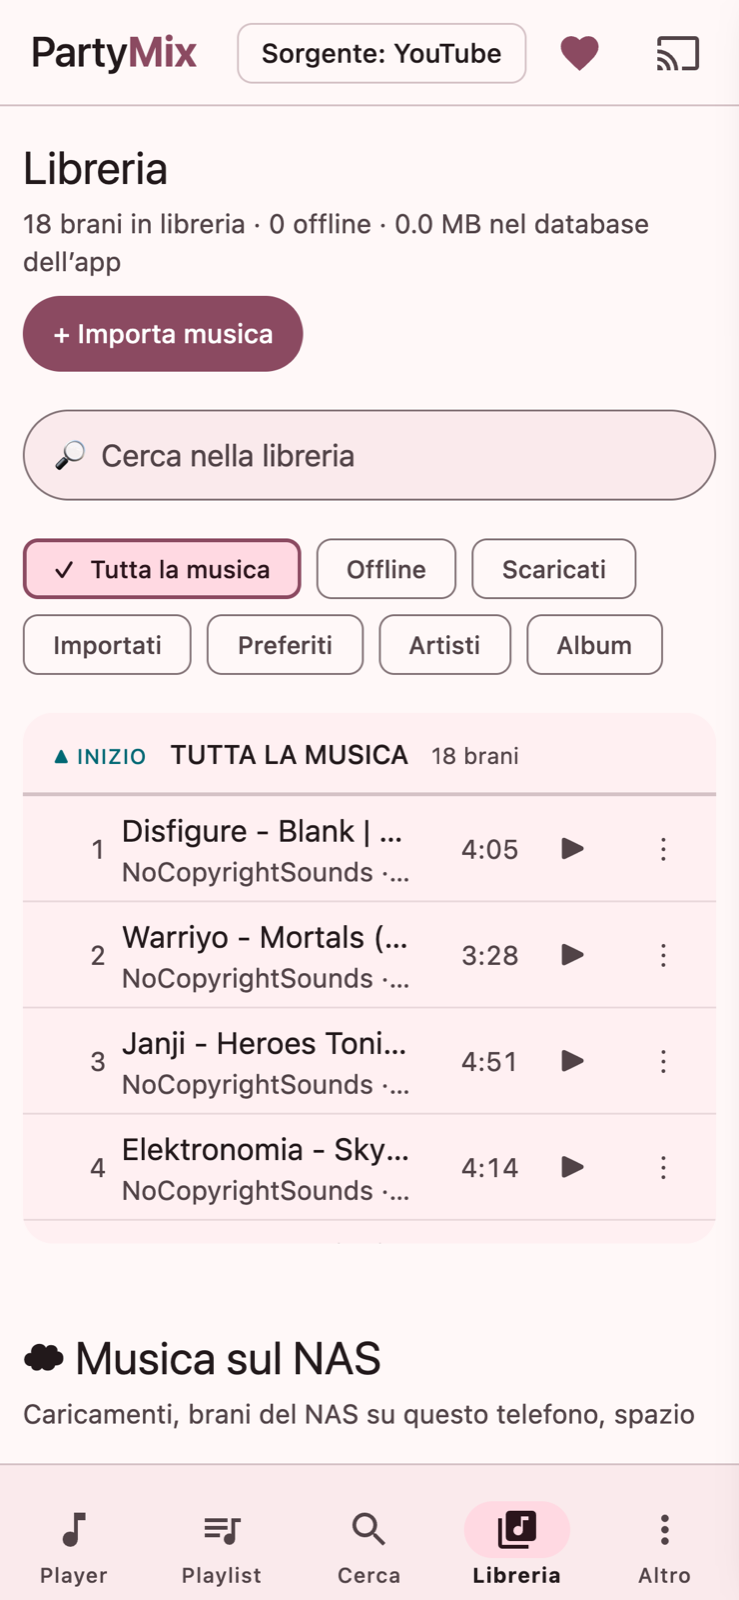 PartyMix
Sorgente: YouTube
Libreria
18 brani in libreria · 0 offline · 0.0 MB nel database
dell’app
+ Importa musica
Cerca nella libreria
✓ Tutta la musica
Offline
Scaricati
Importati
Preferiti
Artisti
Album
▲ INIZIO TUTTA LA MUSICA 18 brani
1 Disfigure - Blank | ... 4:05
NoCopyrightSounds ·...
2 Warriyo - Mortals (... 3:28
NoCopyrightSounds ·...
3 Janji - Heroes Toni... 4:51
NoCopyrightSounds ·...
4 Elektronomia - Sky... 4:14
NoCopyrightSounds ·...
Musica sul NAS
Caricamenti, brani del NAS su questo telefono, spazio
Player
Playlist
Cerca
Libreria
Altro